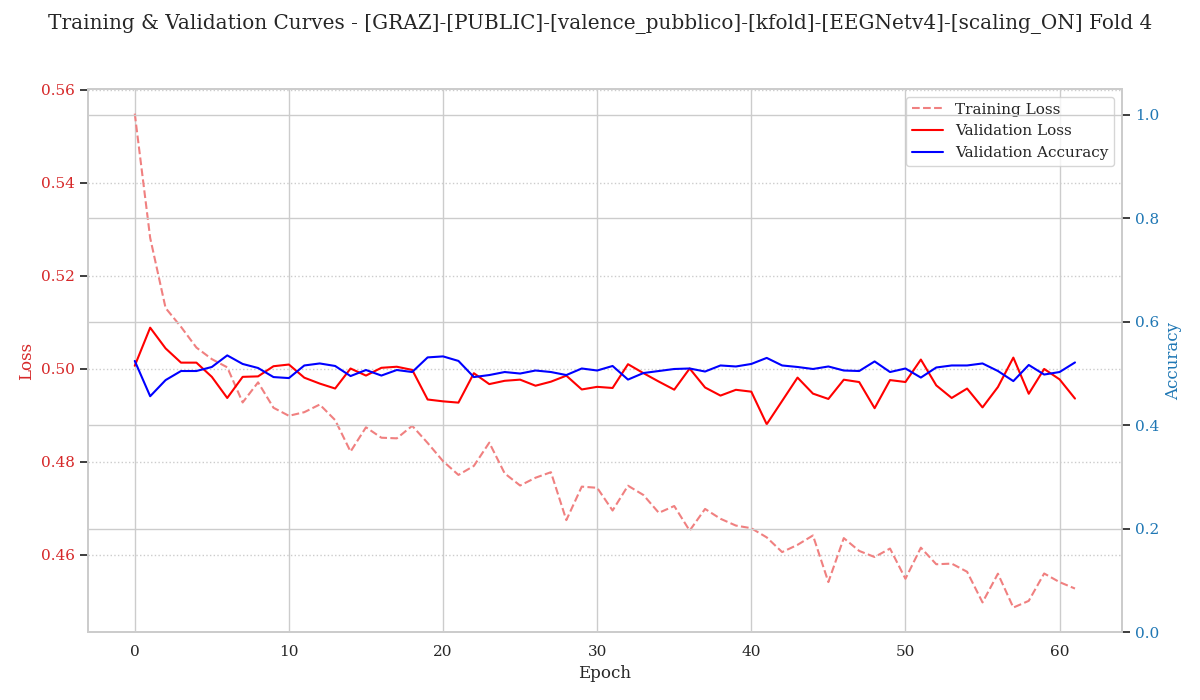 Training & Validation Curves - [GRAZ]-[PUBLIC]-[valence_pubblico]-[kfold]-[EEGNetv4]-[scaling_ON] Fold 4
Training Loss
Validation Loss
Validation Accuracy
0.56
0.54
0.52
0.50
0.48
0.46
Loss
1.0
0.8
0.6
0.4
0.2
0.0
Accuracy
0 10 20 30 40 50 60
Epoch